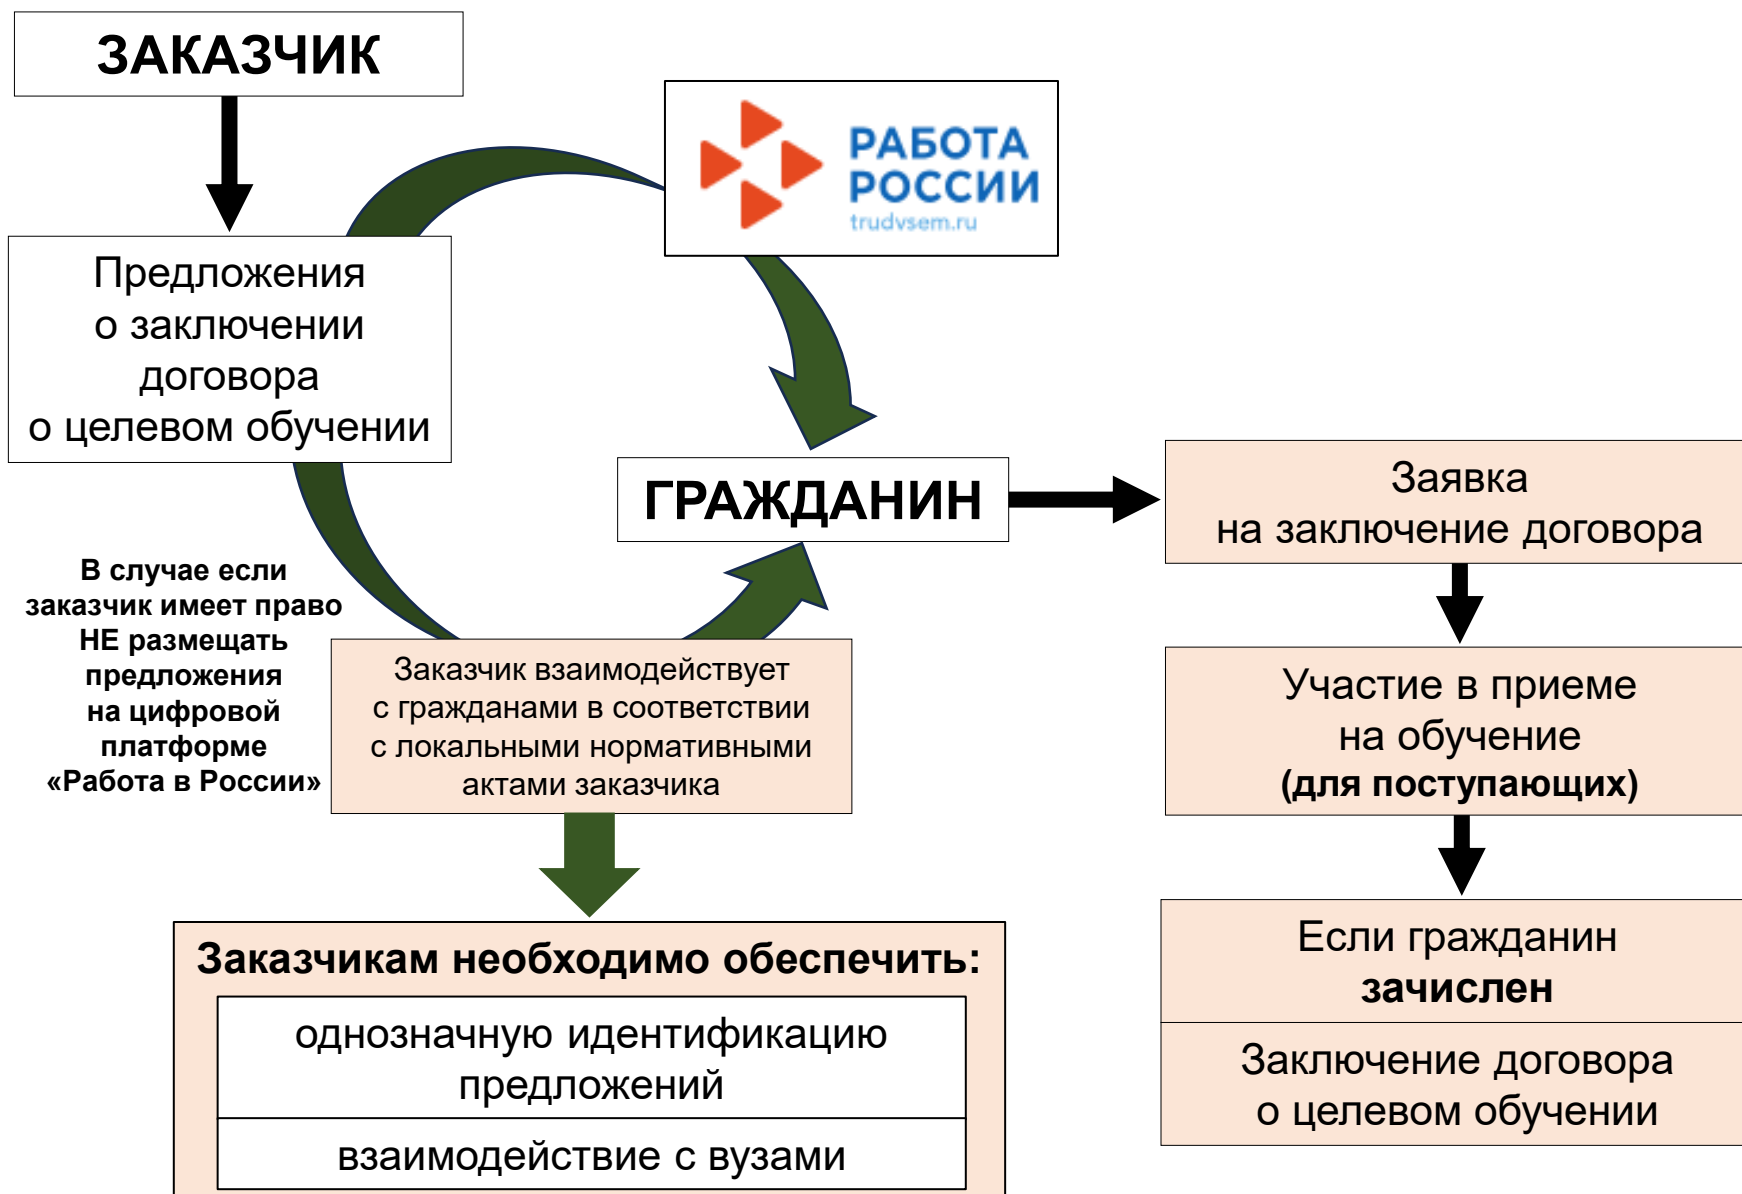 ЗАКАЗЧИК
РАБОТА
РОССИИ
trudvsem.ru
Предложения
о заключении
договора
о целевом обучении
ГРАЖДАНИН
Заявка
на заключение договора
В случае если
заказчик имеет право
НЕ размещать
предложения
на цифровой
платформе
«Работа в России»
Заказчик взаимодействует
с гражданами в соответствии
с локальными нормативными
актами заказчика
Участие в приеме
на обучение
(для поступающих)
Заказчикам необходимо обеспечить:
однозначную идентификацию
предложений
взаимодействие с вузами
Если гражданин
зачислен
Заключение договора
о целевом обучении